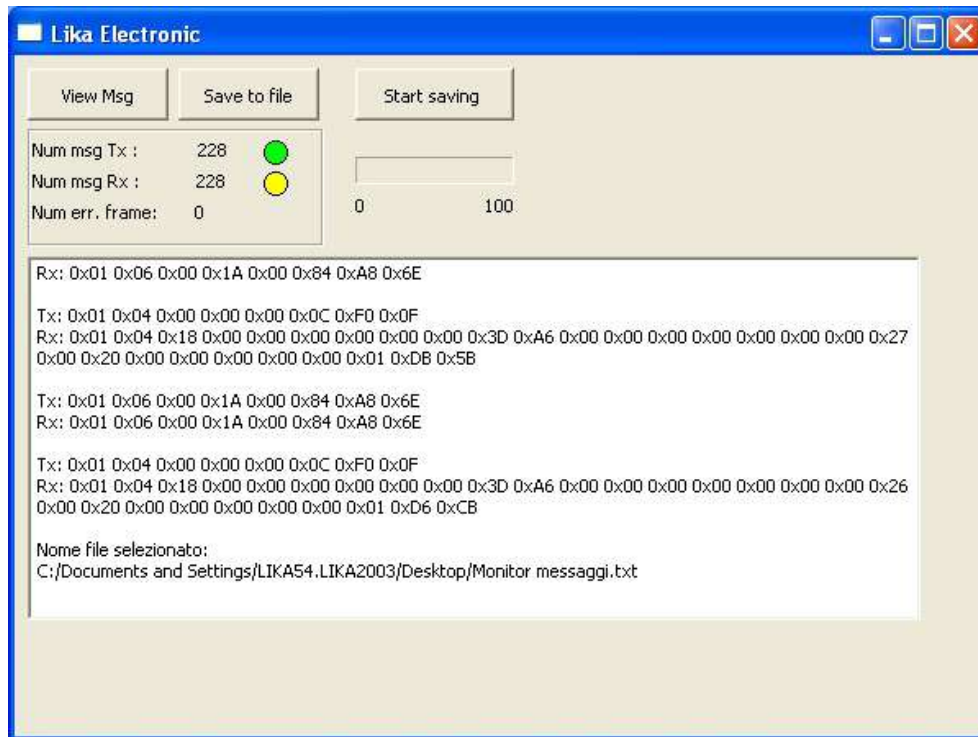 Lika Electronic
View Msg Save to file Start saving
Num msg Tx : 228
Num msg Rx : 228
Num err. frame: 0
0 100
Rx: 0x01 0x06 0x00 0x1A 0x00 0x84 0xA8 0x6E
Tx: 0x01 0x04 0x00 0x00 0x00 0x0C 0xF0 0x0F
Rx: 0x01 0x04 0x18 0x00 0x00 0x00 0x00 0x00 0x00 0x00 0x3D 0xA6 0x00 0x00 0x00 0x00 0x00 0x00 0x00 0x27
0x00 0x20 0x00 0x00 0x00 0x00 0x00 0x01 0xDB 0x5B
Tx: 0x01 0x06 0x00 0x1A 0x00 0x84 0xA8 0x6E
Rx: 0x01 0x06 0x00 0x1A 0x00 0x84 0xA8 0x6E
Tx: 0x01 0x04 0x00 0x00 0x00 0x0C 0xF0 0x0F
Rx: 0x01 0x04 0x18 0x00 0x00 0x00 0x00 0x00 0x00 0x00 0x3D 0xA6 0x00 0x00 0x00 0x00 0x00 0x00 0x00 0x26
0x00 0x20 0x00 0x00 0x00 0x00 0x00 0x01 0xD6 0xCB
Nome file selezionato:
C:/Documents and Settings/LIKA54.LIKA2003/Desktop/Monitor messaggi.txt